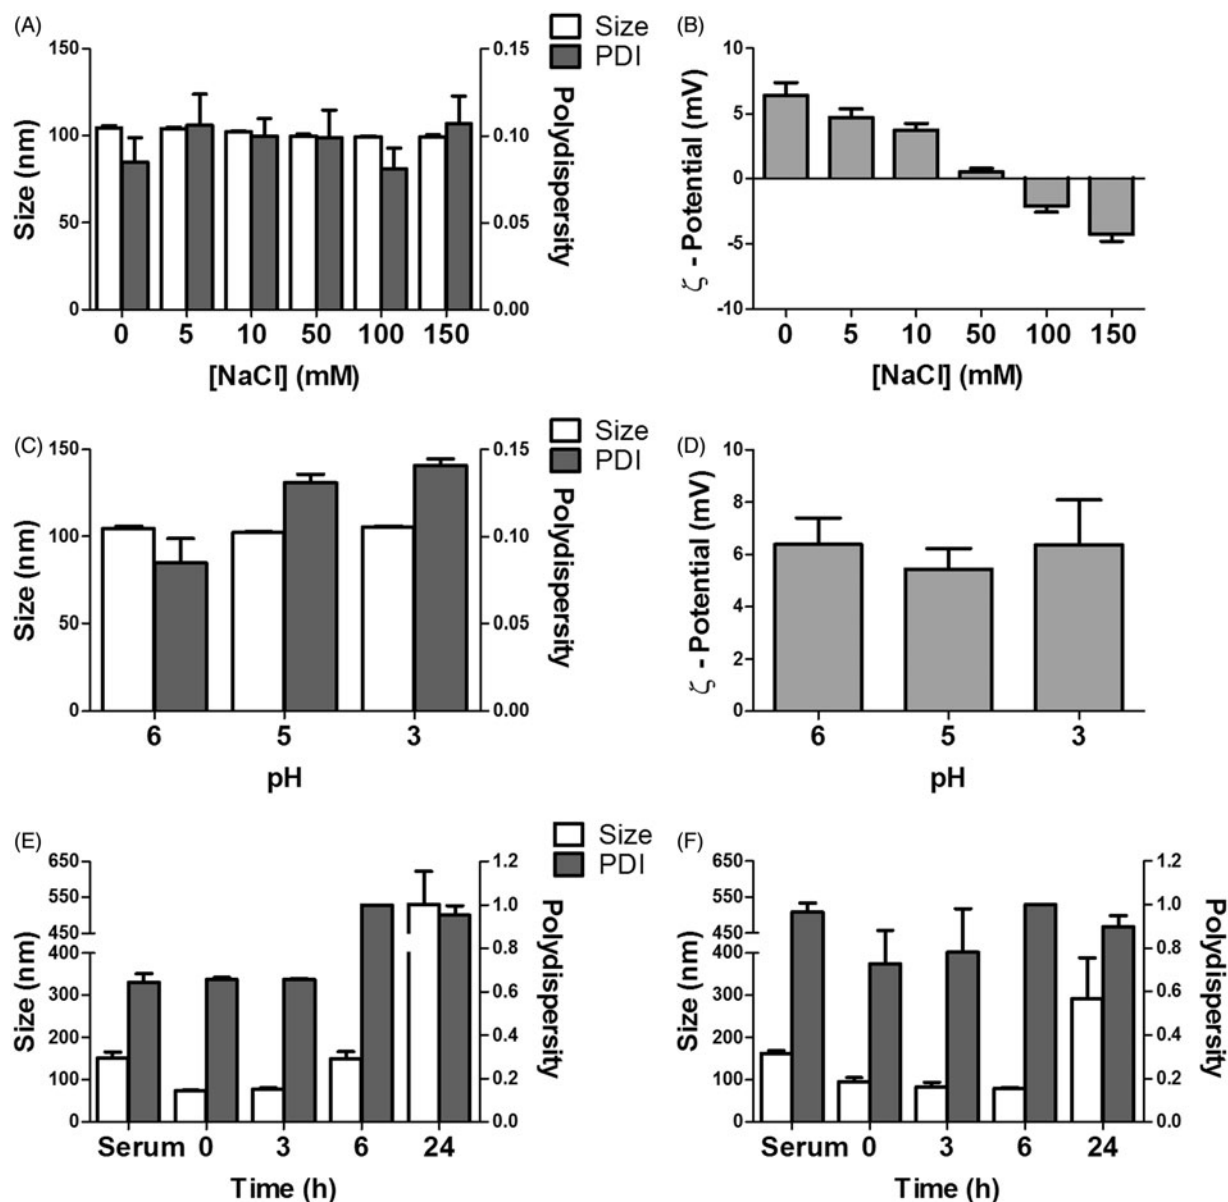 (A)
Size
PDI
150
100
50
0
0.15
0.10
0.05
0.00
Size (nm)
Polydispersity
0 5 10 50 100 150
[NaCl] (mM)
(B)
10
5
0
-5
-10
ζ - Potential (mV)
0 5 10 50 100 150
[NaCl] (mM)
(C)
Size
PDI
150
100
50
0
0.15
0.10
0.05
0.00
Size (nm)
Polydispersity
6 5 3
pH
(D)
10
8
6
4
2
0
ζ - Potential (mV)
6 5 3
pH
(E)
Size
PDI
650
550
450
400
300
200
100
0
1.2
1.0
0.8
0.6
0.4
0.2
0.0
Size (nm)
Polydispersity
Serum 0 3 6 24
Time (h)
(F)
650
550
450
400
300
200
100
0
1.2
1.0
0.8
0.6
0.4
0.2
0.0
Size (nm)
Polydispersity
Serum 0 3 6 24
Time (h)